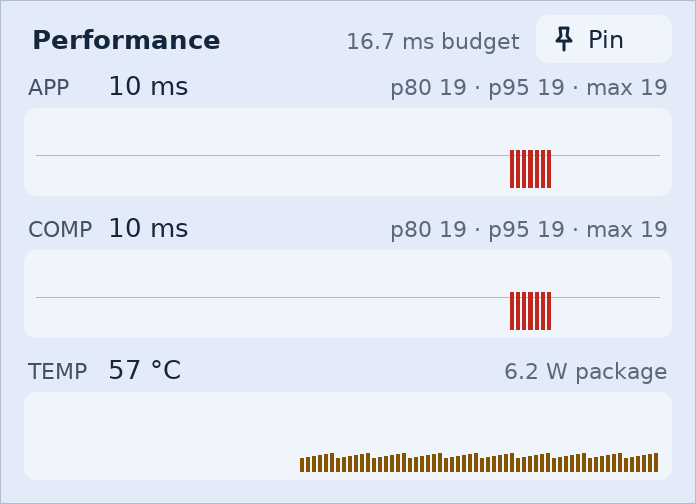 Performance 16.7 ms budget Pin
APP 10 ms p80 19 · p95 19 · max 19
COMP 10 ms p80 19 · p95 19 · max 19
TEMP 57 °C 6.2 W package